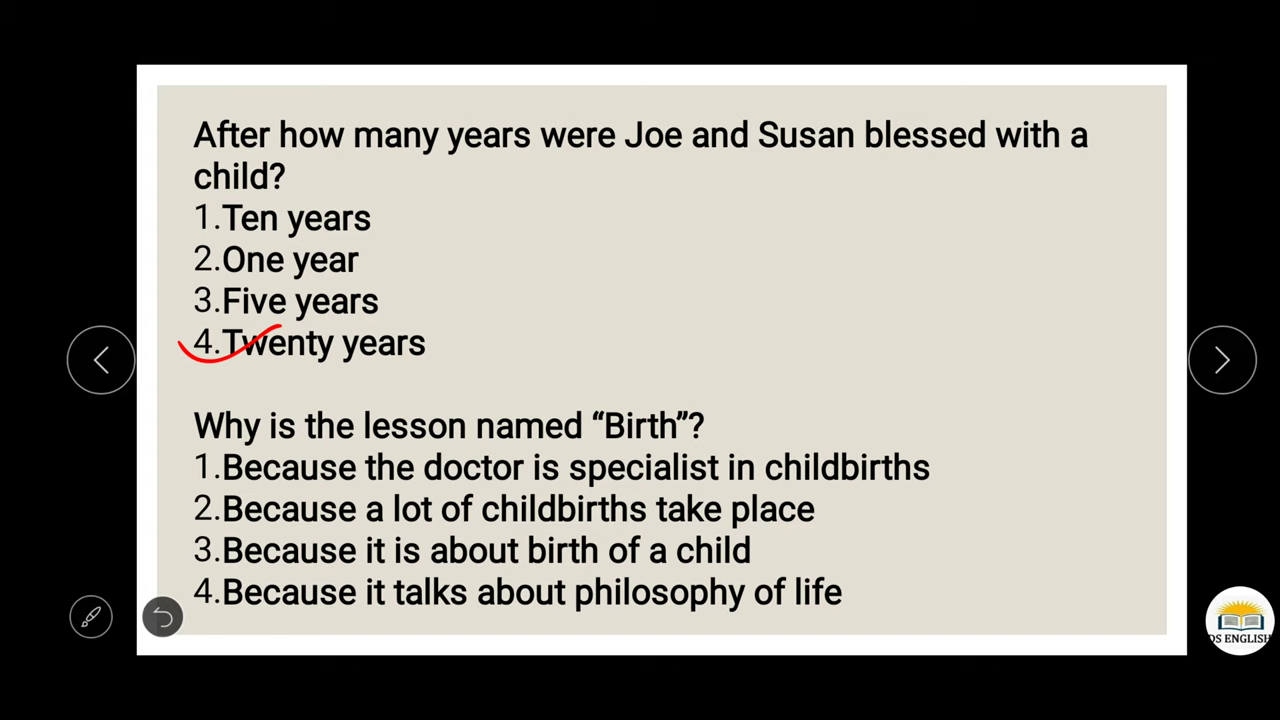 After how many years were Joe and Susan blessed with a
child?
1.Ten years
2.One year
3.Five years
4.Twenty years
Why is the lesson named “Birth”?
1.Because the doctor is specialist in childbirths
2.Because a lot of childbirths take place
3.Because it is about birth of a child
4.Because it talks about philosophy of life
DS ENGLISH